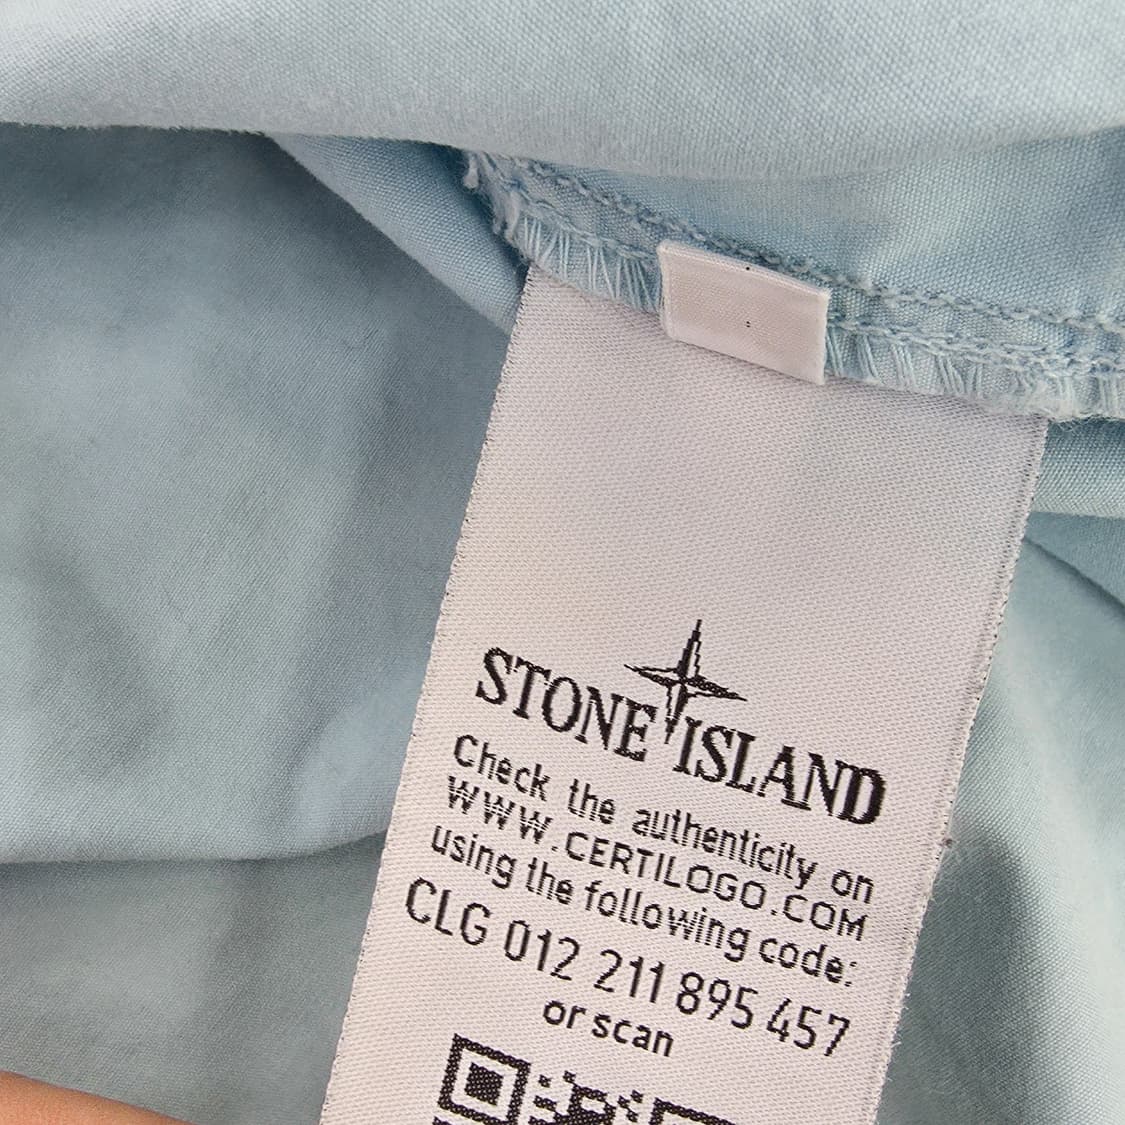 STONE ISLAND
Check the authenticity on
WWW.CERTILOGO.COM
using the following code:
CLG 012 211 895 457
or scan